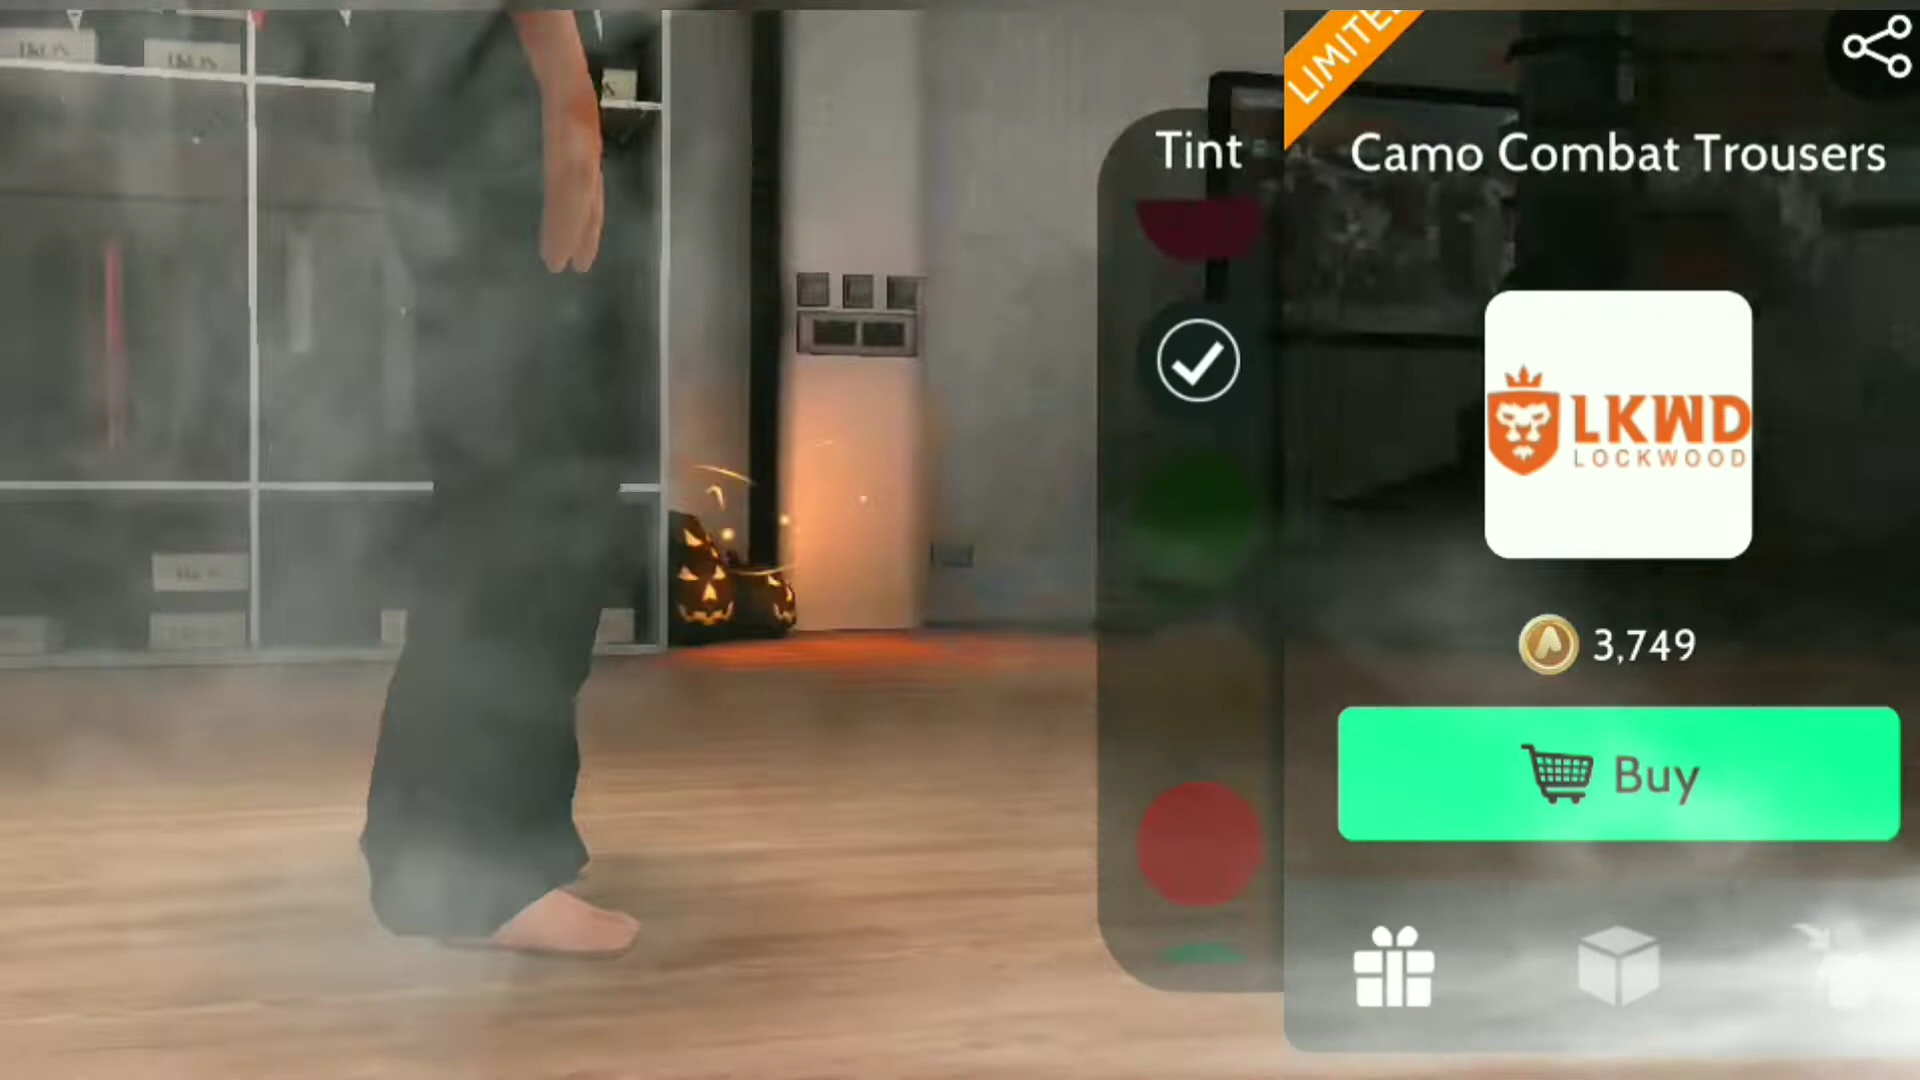 LIMITE
Tint
Camo Combat Trousers
LKWD
LOCKWOOD
3,749
Buy